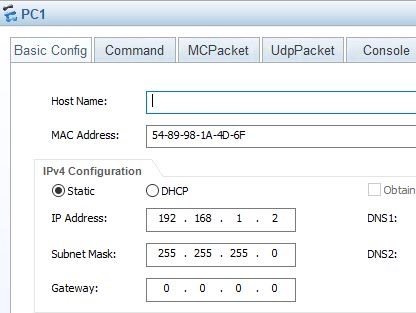 PC1
Basic Config Command MCPacket UdpPacket Console
Host Name:
MAC Address: 54-89-98-1A-4D-6F
IPv4 Configuration
Static DHCP Obtain
IP Address: 192 . 168 . 1 . 2 DNS1:
Subnet Mask: 255 . 255 . 255 . 0 DNS2:
Gateway: 0 . 0 . 0 . 0